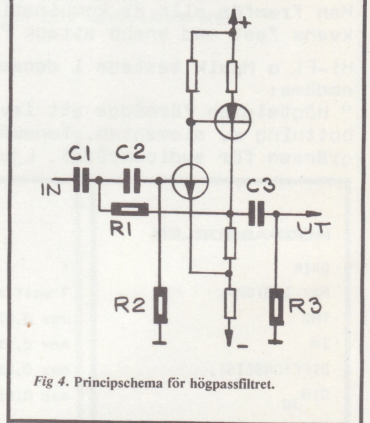 +
C1 C2
IN
C3
UT
R1
R2
R3
-
Fig 4. Principschema för högpassfiltret.